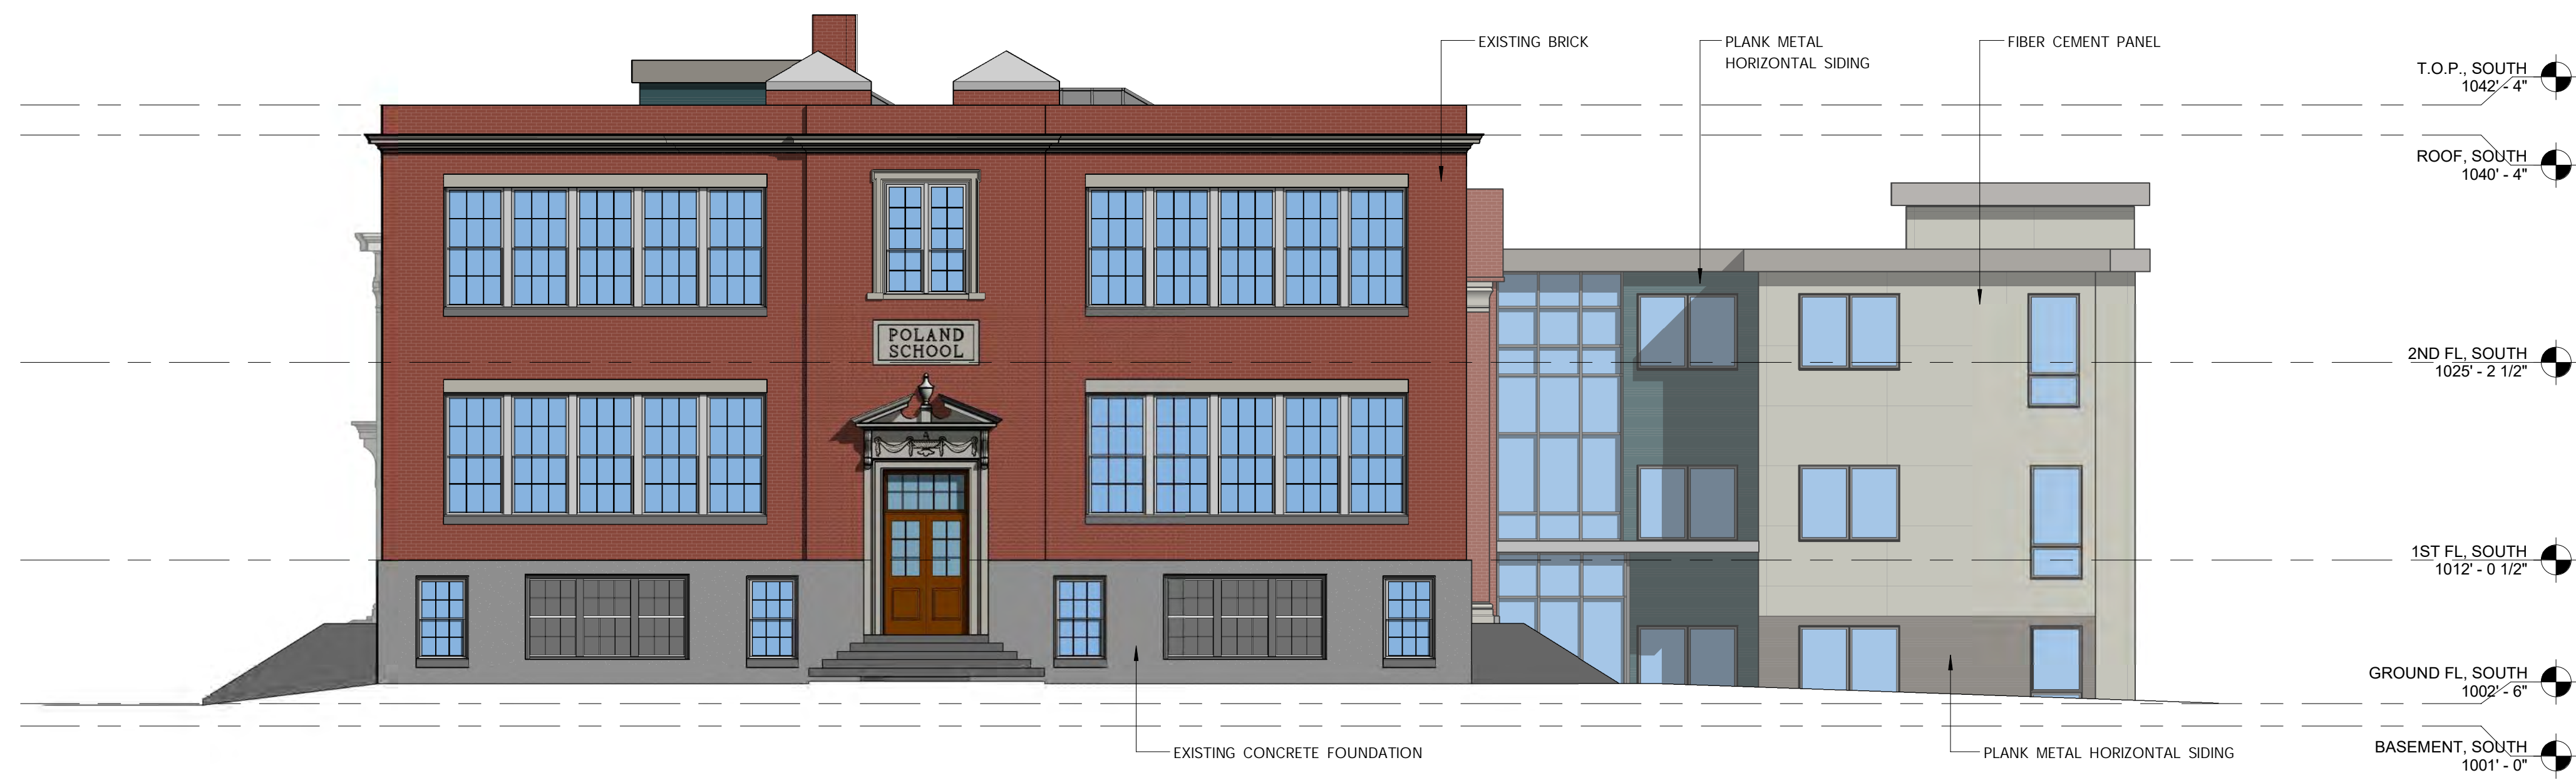 EXISTING BRICK
PLANK METAL
HORIZONTAL SIDING
FIBER CEMENT PANEL
T.O.P., SOUTH
1042' - 4"
ROOF, SOUTH
1040' - 4"
POLAND
SCHOOL
2ND FL, SOUTH
1025' - 2 1/2"
1ST FL, SOUTH
1012' - 0 1/2"
GROUND FL, SOUTH
1002' - 6"
EXISTING CONCRETE FOUNDATION
PLANK METAL HORIZONTAL SIDING
BASEMENT, SOUTH
1001' - 0"